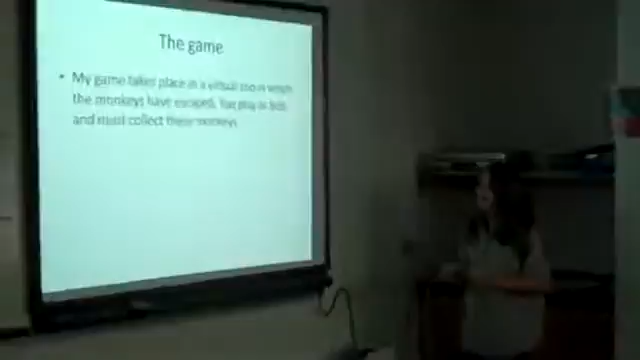 The game
• My game takes place in a virtual zoo in which
the monkeys have escaped. You play as Bob
and must collect these monkeys